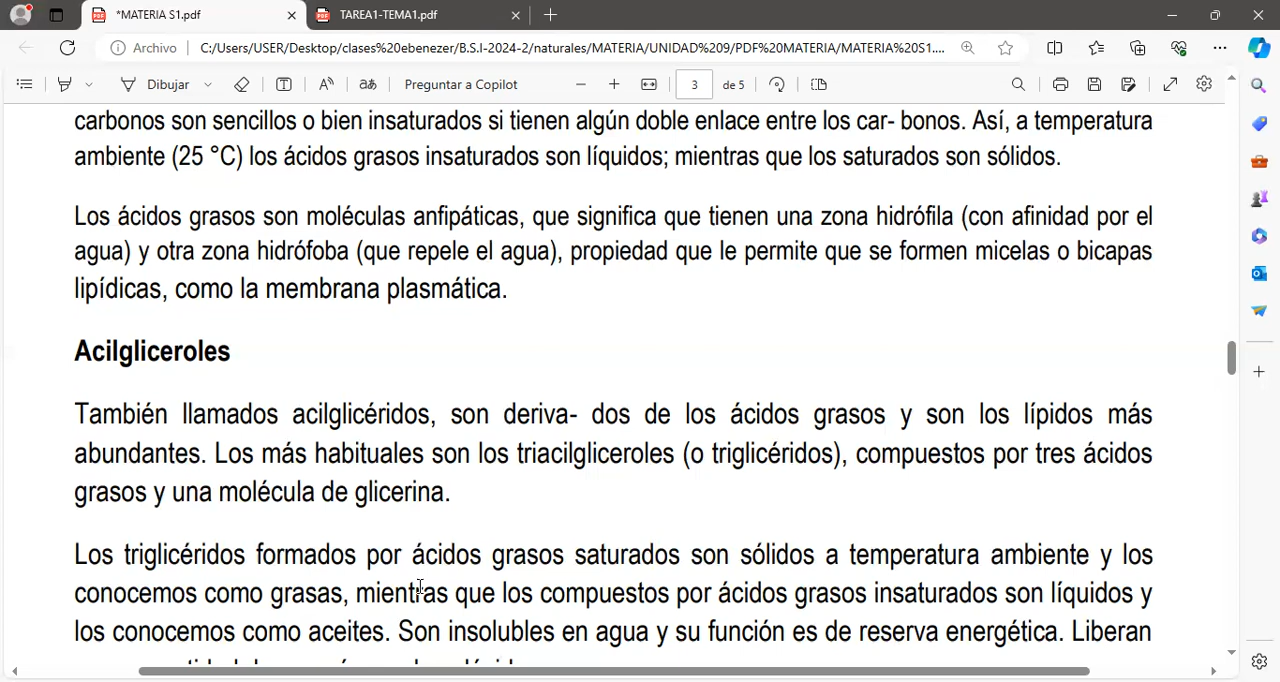 *MATERIA S1.pdf
TAREA1-TEMA1.pdf
Archivo
C:/Users/USER/Desktop/clases%20ebenezer/B.S.I-2024-2/naturales/MATERIA/UNIDAD%209/PDF%20MATERIA/MATERIA%20S1....
Dibujar
Preguntar a Copilot
3
de 5
carbonos son sencillos o bien insaturados si tienen algún doble enlace entre los car- bonos. Así, a temperatura
ambiente (25 °C) los ácidos grasos insaturados son líquidos; mientras que los saturados son sólidos.
Los ácidos grasos son moléculas anfipáticas, que significa que tienen una zona hidrófila (con afinidad por el
agua) y otra zona hidrófoba (que repele el agua), propiedad que le permite que se formen micelas o bicapas
lipídicas, como la membrana plasmática.
Acilgliceroles
También llamados acilglicéridos, son deriva- dos de los ácidos grasos y son los lípidos más
abundantes. Los más habituales son los triacilgliceroles (o triglicéridos), compuestos por tres ácidos
grasos y una molécula de glicerina.
Los triglicéridos formados por ácidos grasos saturados son sólidos a temperatura ambiente y los
conocemos como grasas, mientras que los compuestos por ácidos grasos insaturados son líquidos y
los conocemos como aceites. Son insolubles en agua y su función es de reserva energética. Liberan